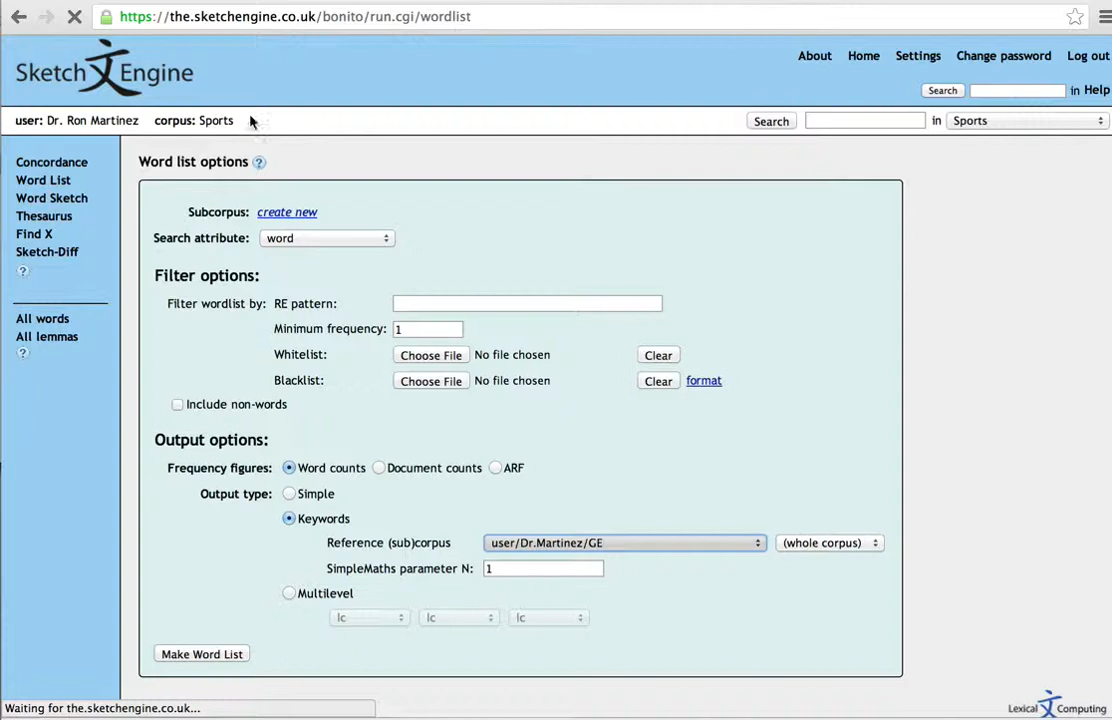 https://the.sketchengine.co.uk/bonito/run.cgi/wordlist
Sketch 文 Engine
About Home Settings Change password Log out
Search in Help
user: Dr. Ron Martinez corpus: Sports Search in Sports
Concordance
Word List
Word Sketch
Thesaurus
Find X
Sketch-Diff
?
All words
All lemmas
?
Word list options ?
Subcorpus: create new
Search attribute: word
Filter options:
Filter wordlist by: RE pattern:
Minimum frequency: 1
Whitelist: Choose File No file chosen Clear
Blacklist: Choose File No file chosen Clear format
Include non-words
Output options:
Frequency figures: Word counts Document counts ARF
Output type: Simple
Keywords
Reference (sub)corpus user/Dr.Martinez/GE (whole corpus)
SimpleMaths parameter N: 1
Multilevel
lc lc lc
Make Word List
Waiting for the.sketchengine.co.uk...
Lexical 文 Computing